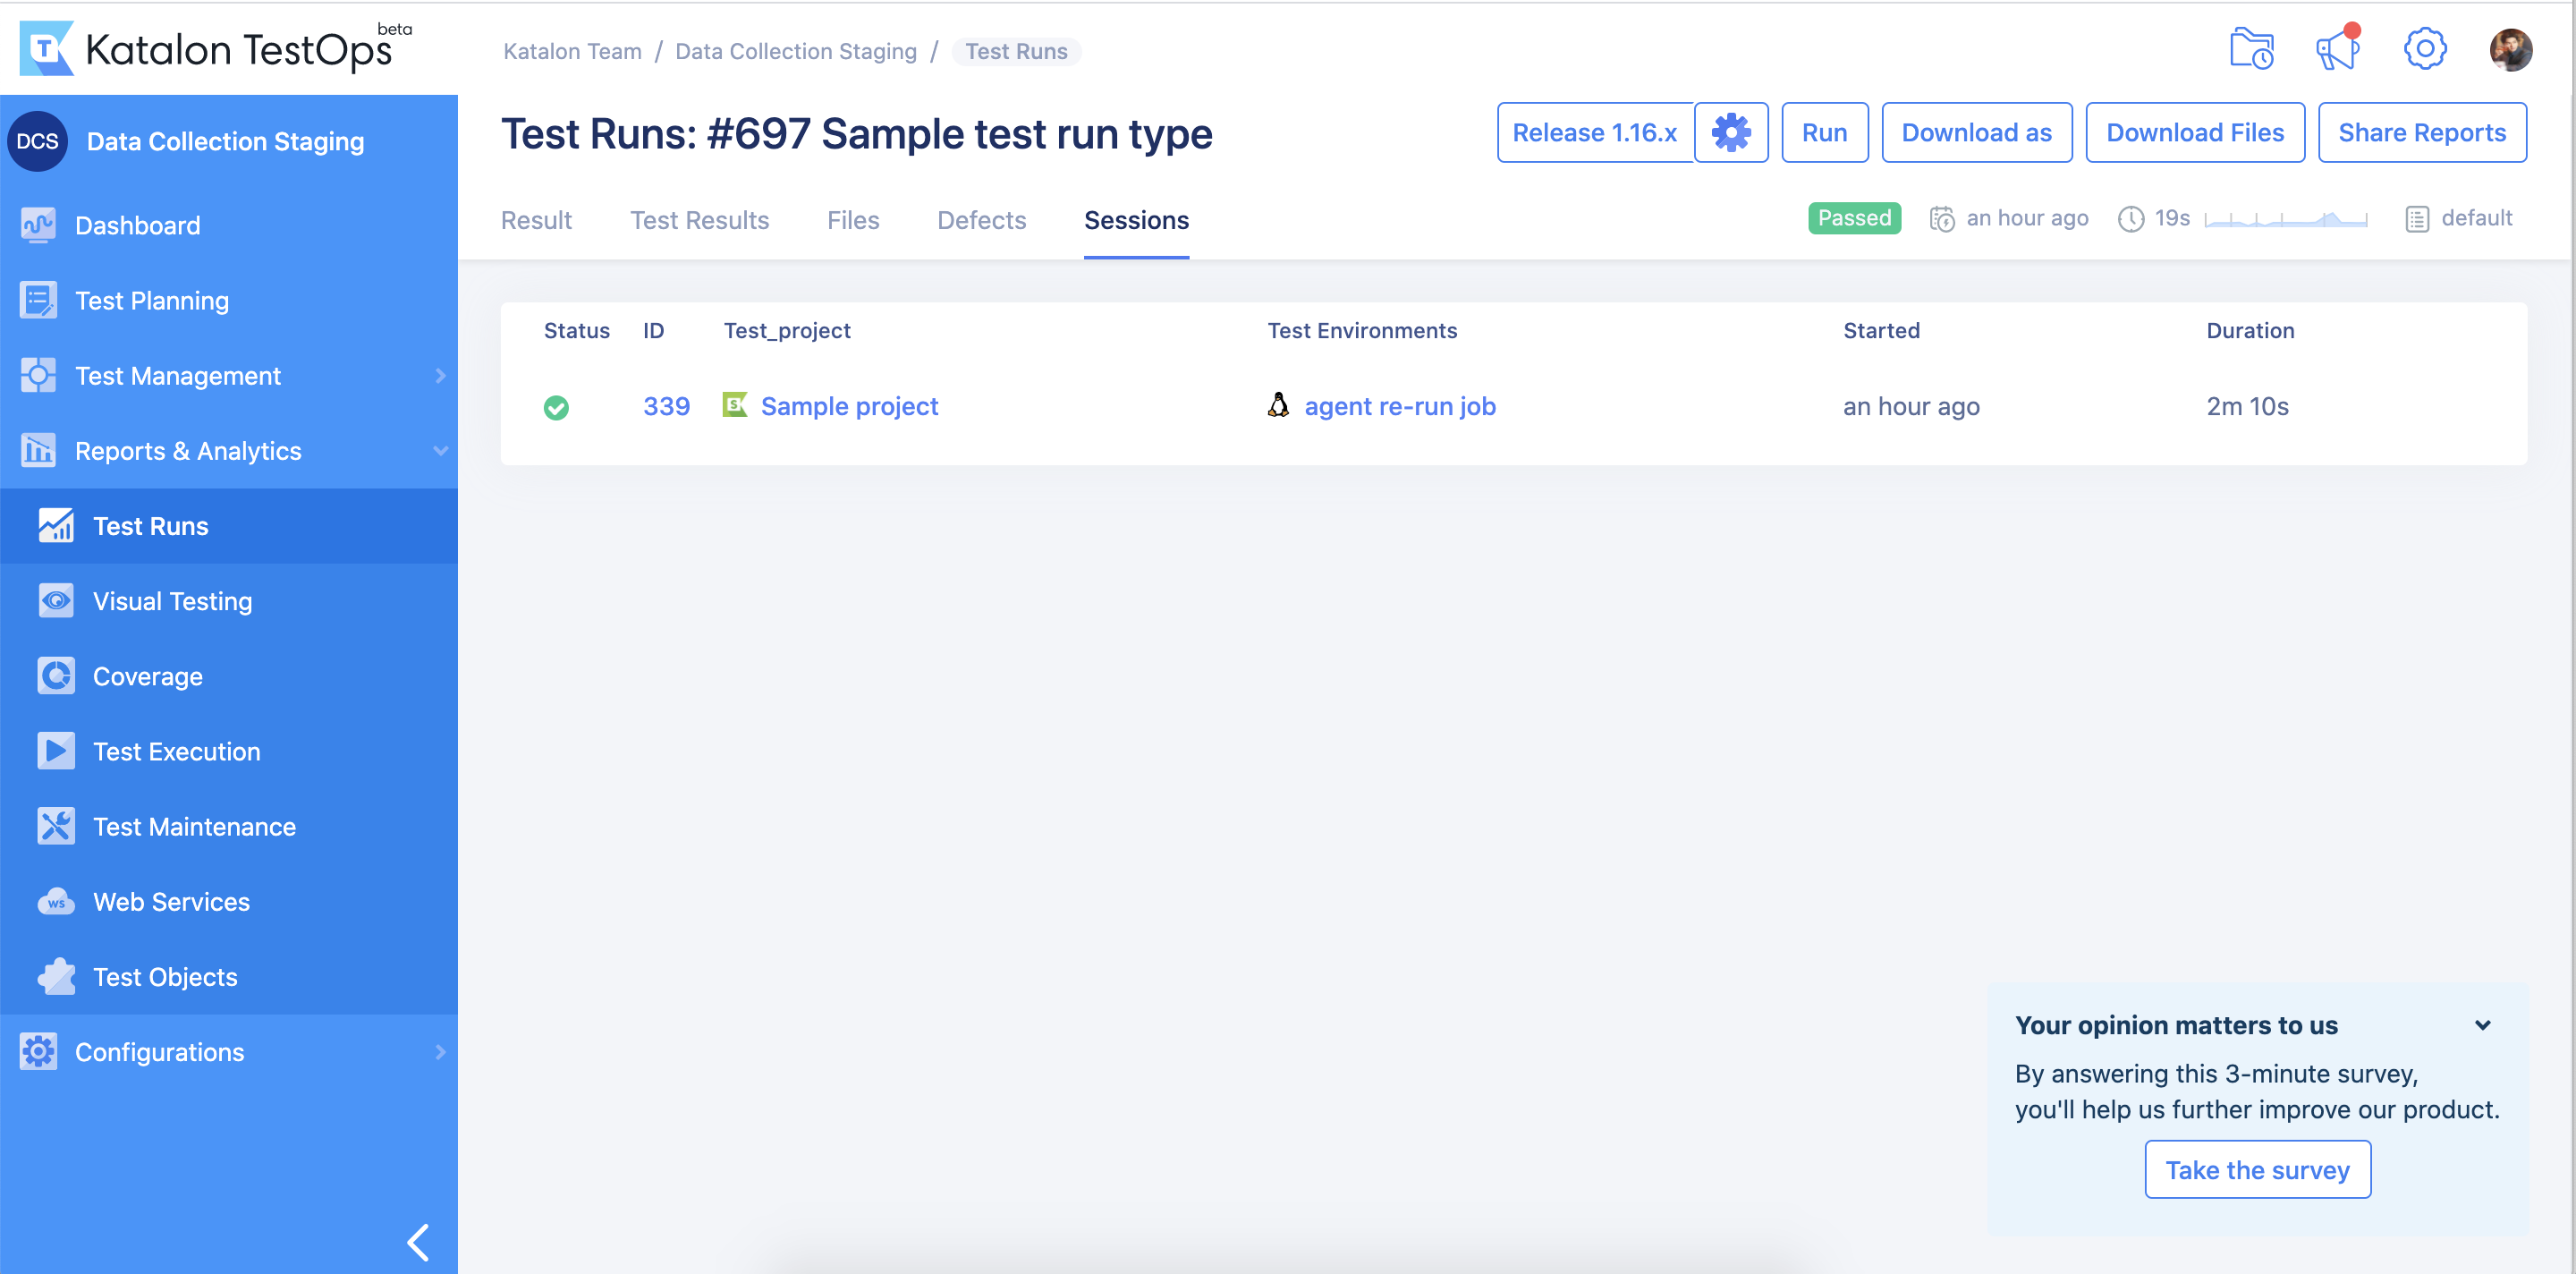 Katalon TestOps beta
Katalon Team / Data Collection Staging / Test Runs
DCS Data Collection Staging
Dashboard
Test Planning
Test Management
Reports & Analytics
Test Runs
Visual Testing
Coverage
Test Execution
Test Maintenance
WS Web Services
Test Objects
Configurations
Test Runs: #697 Sample test run type
Release 1.16.x Run Download as Download Files Share Reports
Result Test Results Files Defects Sessions
Passed an hour ago 19s default
Status ID Test_project Test Environments Started Duration
339 Sample project agent re-run job an hour ago 2m 10s
Your opinion matters to us
By answering this 3-minute survey,
you'll help us further improve our product.
Take the survey